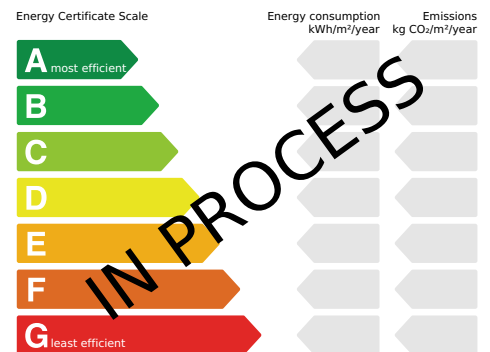 Energy Certificate Scale
Energy consumption
kWh/m²/year
Emissions
kg CO₂/m²/year
A most efficient
B
C
D
E
F
G least efficient
IN PROCESS